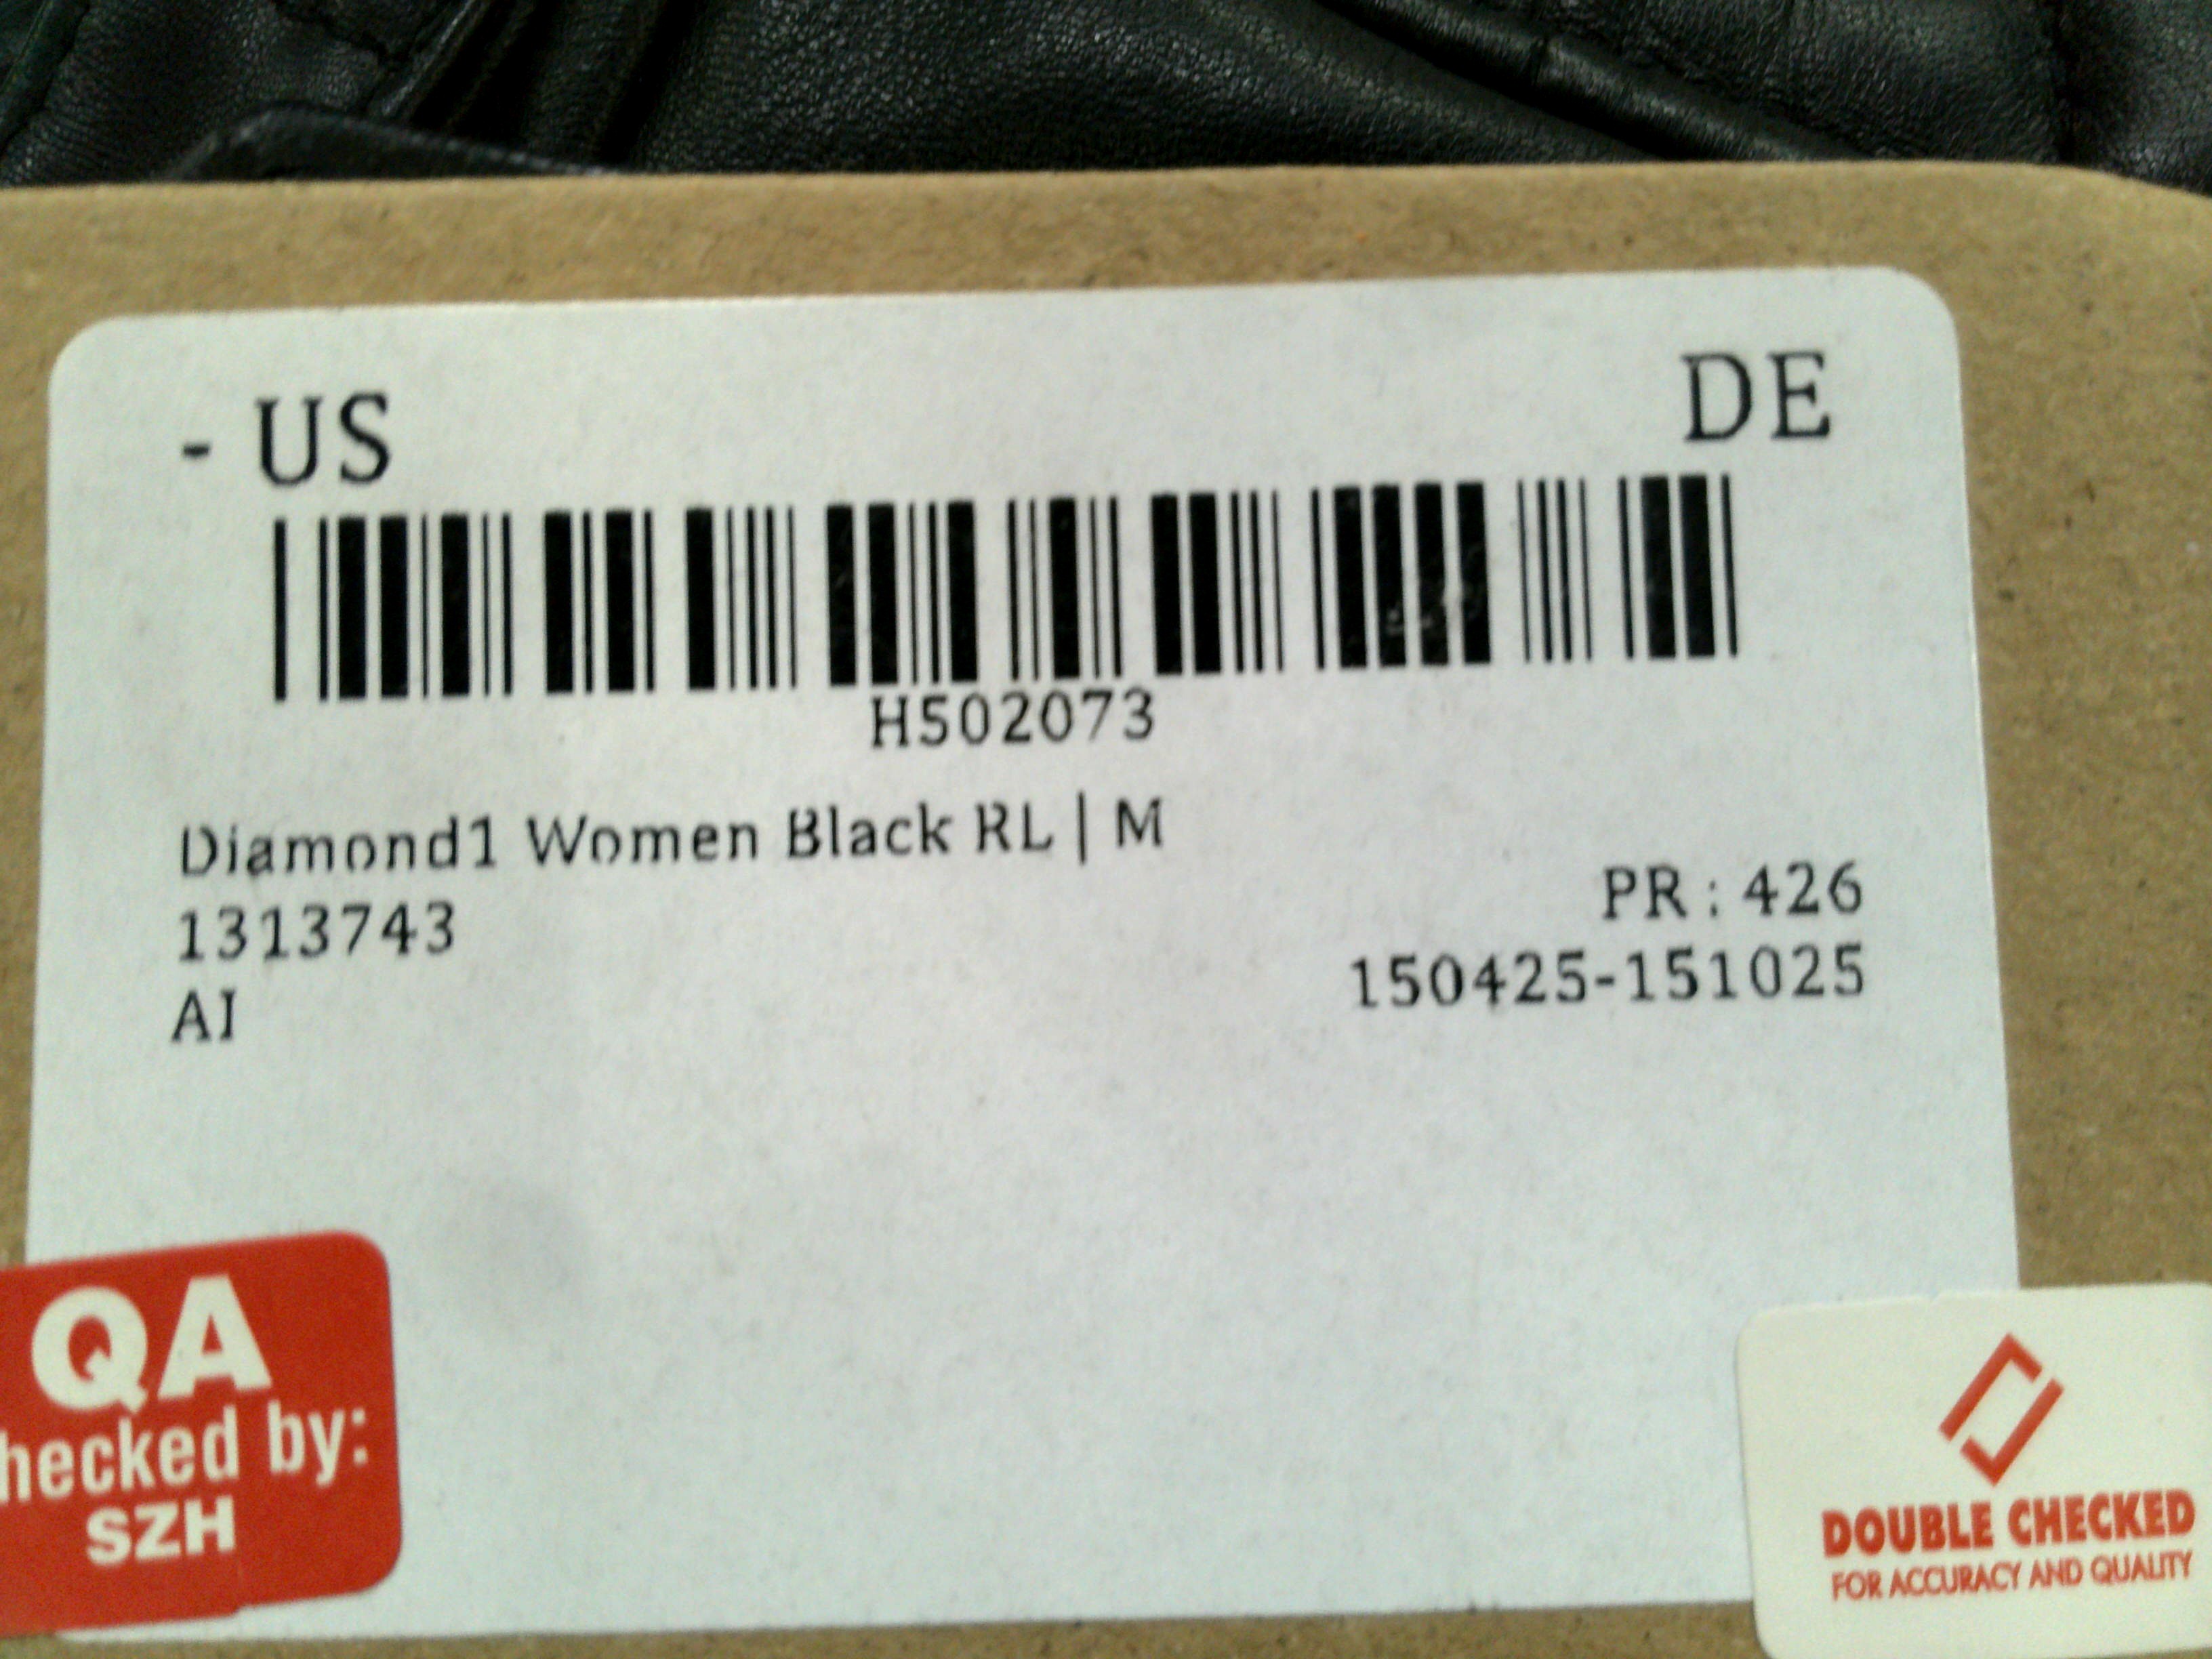 - US DE
H502073
Diamond1 Women Black RL | M
1313743
PR : 426
150425-151025
AI
QA
hecked by:
SZH
DOUBLE CHECKED
FOR ACCURACY AND QUALITY